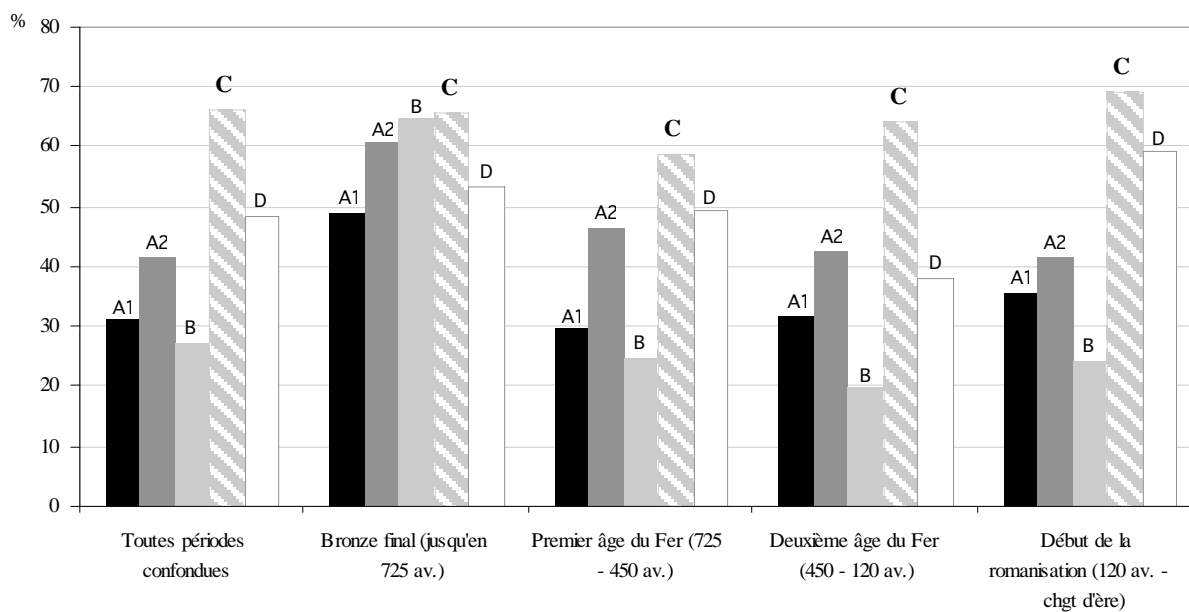 %
80
70
60
50
40
30
20
10
0
A1
A2
B
C
D
A1
A2
B
C
D
A1
A2
B
C
D
A1
A2
B
C
D
A1
A2
B
C
D
Toutes périodes
confondues
Bronze final (jusqu'en
725 av.)
Premier âge du Fer (725
- 450 av.)
Deuxième âge du Fer
(450 - 120 av.)
Début de la
romanisation (120 av. -
chgt d'ère)